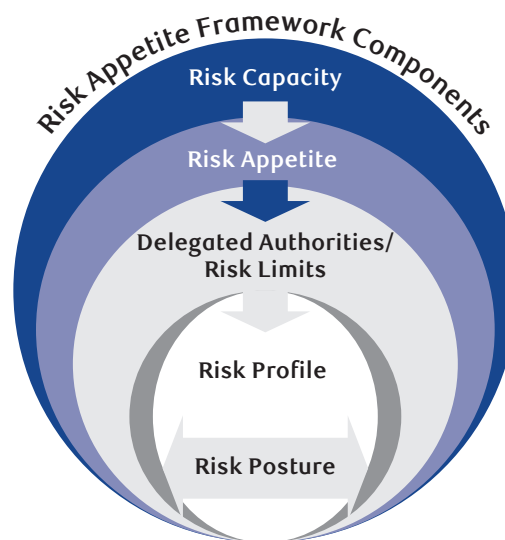 Risk Appetite Framework Components
Risk Capacity
Risk Appetite
Delegated Authorities/
Risk Limits
Risk Profile
Risk Posture